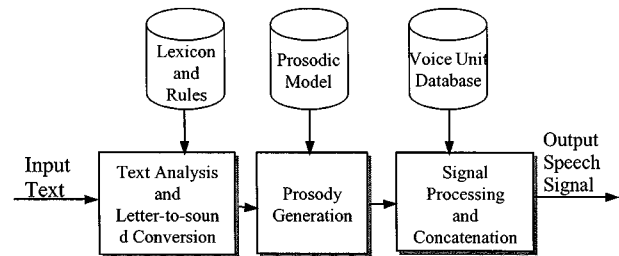 Lexicon
and
Rules
Prosodic
Model
Voice Unit
Database
Input
Text
Text Analysis
and
Letter-to-soun
d Conversion
Prosody
Generation
Signal
Processing
and
Concatenation
Output
Speech
Signal